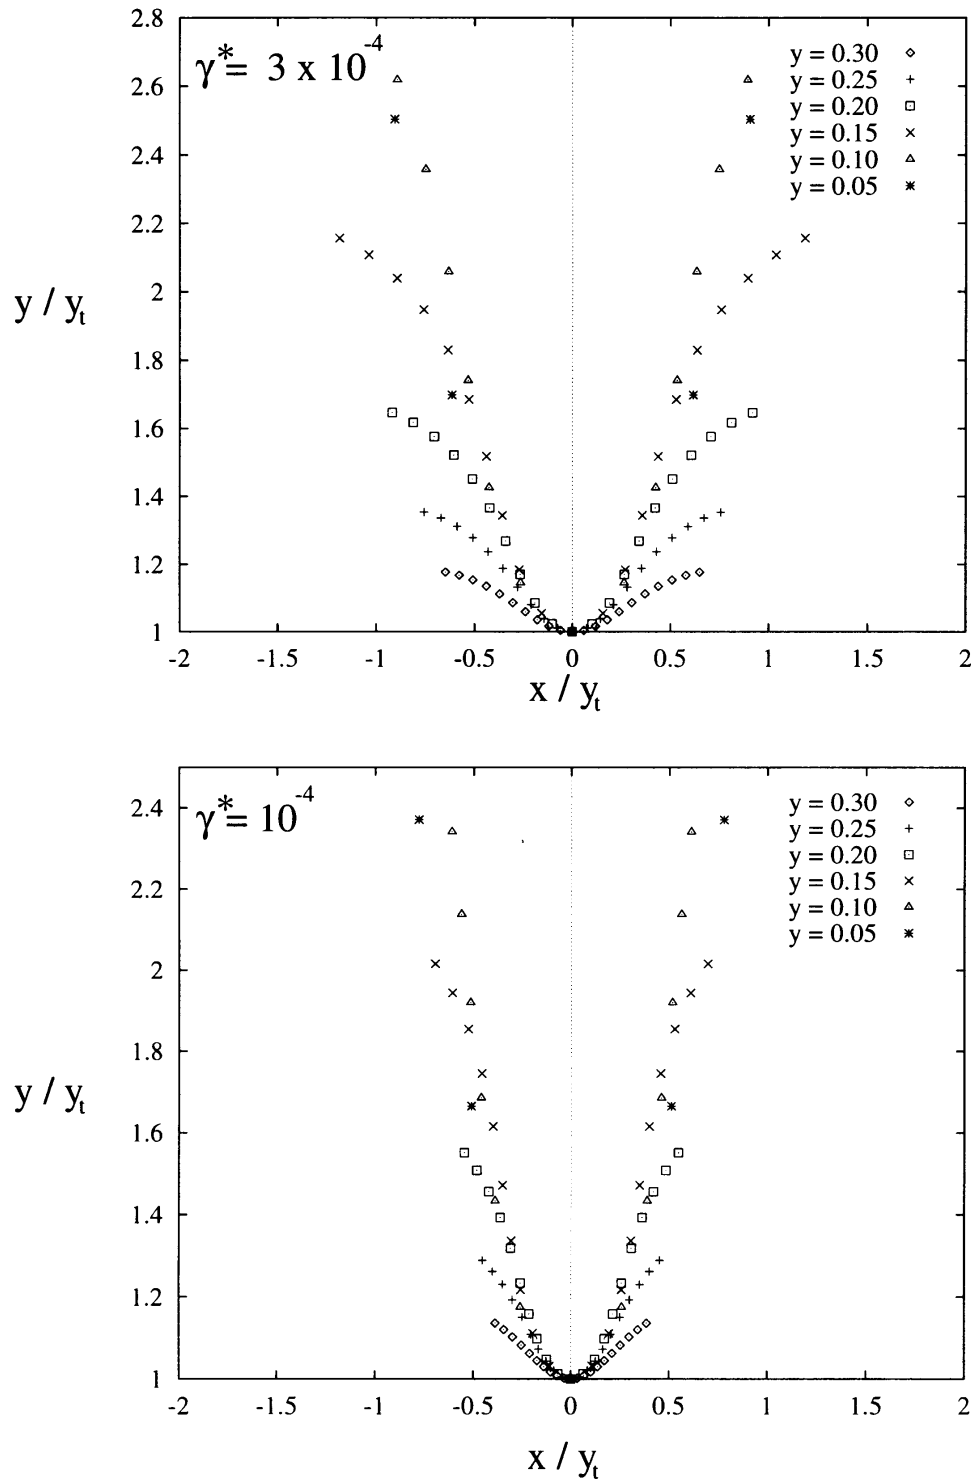 γ* = 3 x 10^-4
y = 0.30
y = 0.25
y = 0.20
y = 0.15
y = 0.10
y = 0.05
2.8
2.6
2.4
2.2
2
1.8
1.6
1.4
1.2
1
y / y_t
-2 -1.5 -1 -0.5 0 0.5 1 1.5 2
x / y_t
γ* = 10^-4
y = 0.30
y = 0.25
y = 0.20
y = 0.15
y = 0.10
y = 0.05
2.4
2.2
2
1.8
1.6
1.4
1.2
1
y / y_t
-2 -1.5 -1 -0.5 0 0.5 1 1.5 2
x / y_t